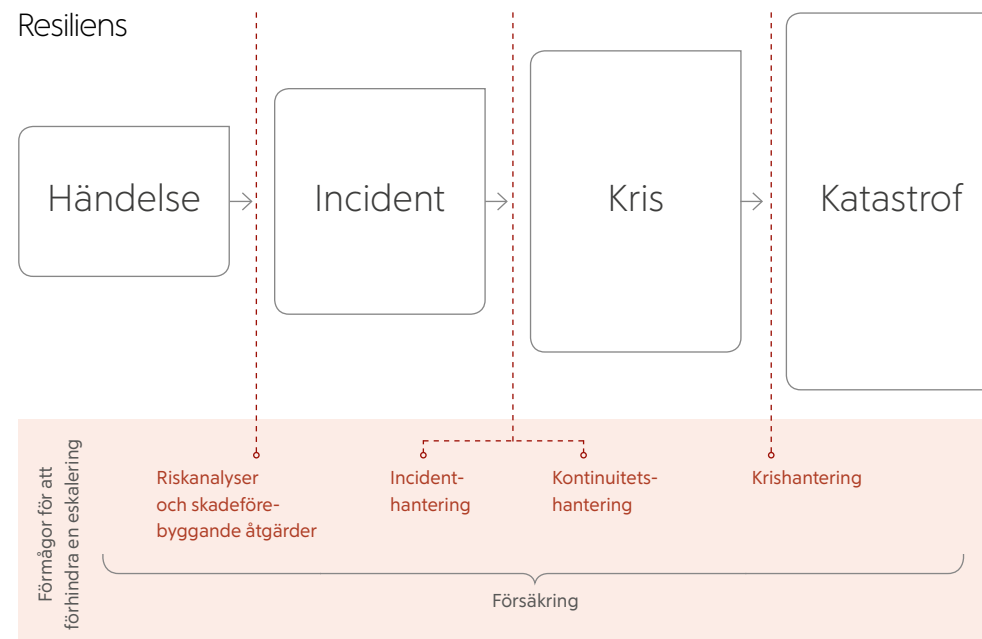 Resiliens
Händelse
Incident
Kris
Katastrof
Förmågor för att
förhindra en eskalering
Riskanalyser
och skadeföre-
byggande åtgärder
Incident-
hantering
Kontinuitets-
hantering
Krishantering
Försäkring